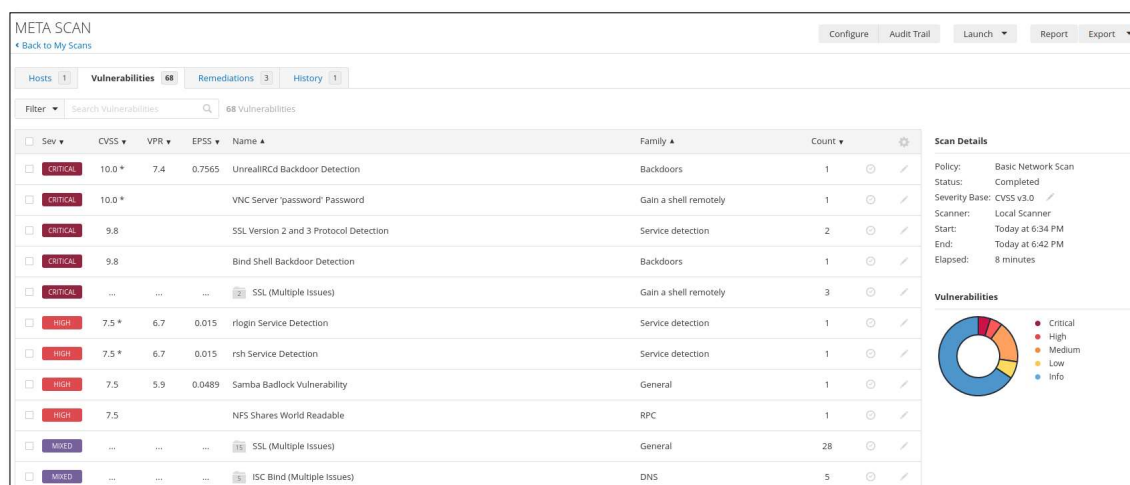 META SCAN
Back to My Scans
Configure Audit Trail Launch Report Export
Hosts 1 Vulnerabilities 68 Remediations 3 History 1
Filter Search Vulnerabilities 68 Vulnerabilities
Sev CVSS VPR EPSS Name Family Count
CRITICAL 10.0 * 7.4 0.7565 UnrealIRCd Backdoor Detection Backdoors 1
CRITICAL 10.0 * VNC Server 'password' Password Gain a shell remotely 1
CRITICAL 9.8 SSL Version 2 and 3 Protocol Detection Service detection 2
CRITICAL 9.8 Bind Shell Backdoor Detection Backdoors 1
CRITICAL ... ... ... 2 SSL (Multiple Issues) Gain a shell remotely 3
HIGH 7.5 * 6.7 0.015 rlogin Service Detection Service detection 1
HIGH 7.5 * 6.7 0.015 rsh Service Detection Service detection 1
HIGH 7.5 5.9 0.0489 Samba Badlock Vulnerability General 1
HIGH 7.5 NFS Shares World Readable RPC 1
MIXED ... ... ... 15 SSL (Multiple Issues) General 28
MIXED ... ... ... 5 ISC Bind (Multiple Issues) DNS 5
Scan Details
Policy: Basic Network Scan
Status: Completed
Severity Base: CVSS v3.0
Scanner: Local Scanner
Start: Today at 6:34 PM
End: Today at 6:42 PM
Elapsed: 8 minutes
Vulnerabilities
Critical
High
Medium
Low
Info